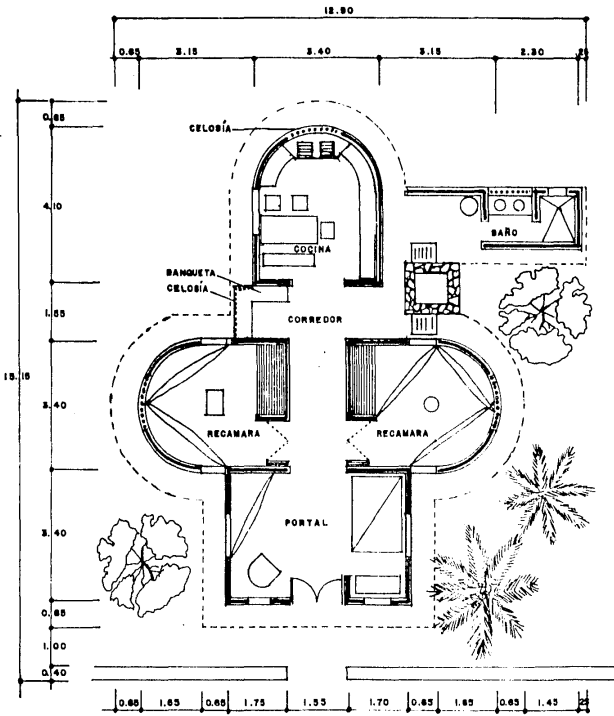 12.90
0.65 3.15 3.40 3.15 2.30 25
0.65
CELOSÍA
4.10
BAÑO
COCINA
BANQUETA
CELOSÍA
CORREDOR
1.55
15.15
3.40
RECAMARA
RECAMARA
3.40
PORTAL
0.65
1.00
0.40
0.65 1.65 0.65 1.75 1.55 1.70 0.65 1.65 0.65 1.45 25